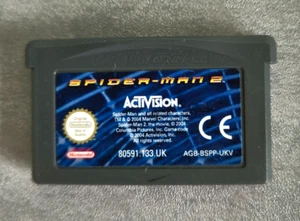 SPIDER-MAN 2
ACTIVISION.
Spider-Man and all related characters,
TM & © 2004 Marvel Characters, Inc.
Spider-Man 2, the movie, © 2004
Columbia Pictures, Inc. Game code
© 2004 Activision, Inc.
CE
Nintendo
80591.133.UK
AGB-BSPP-UKV